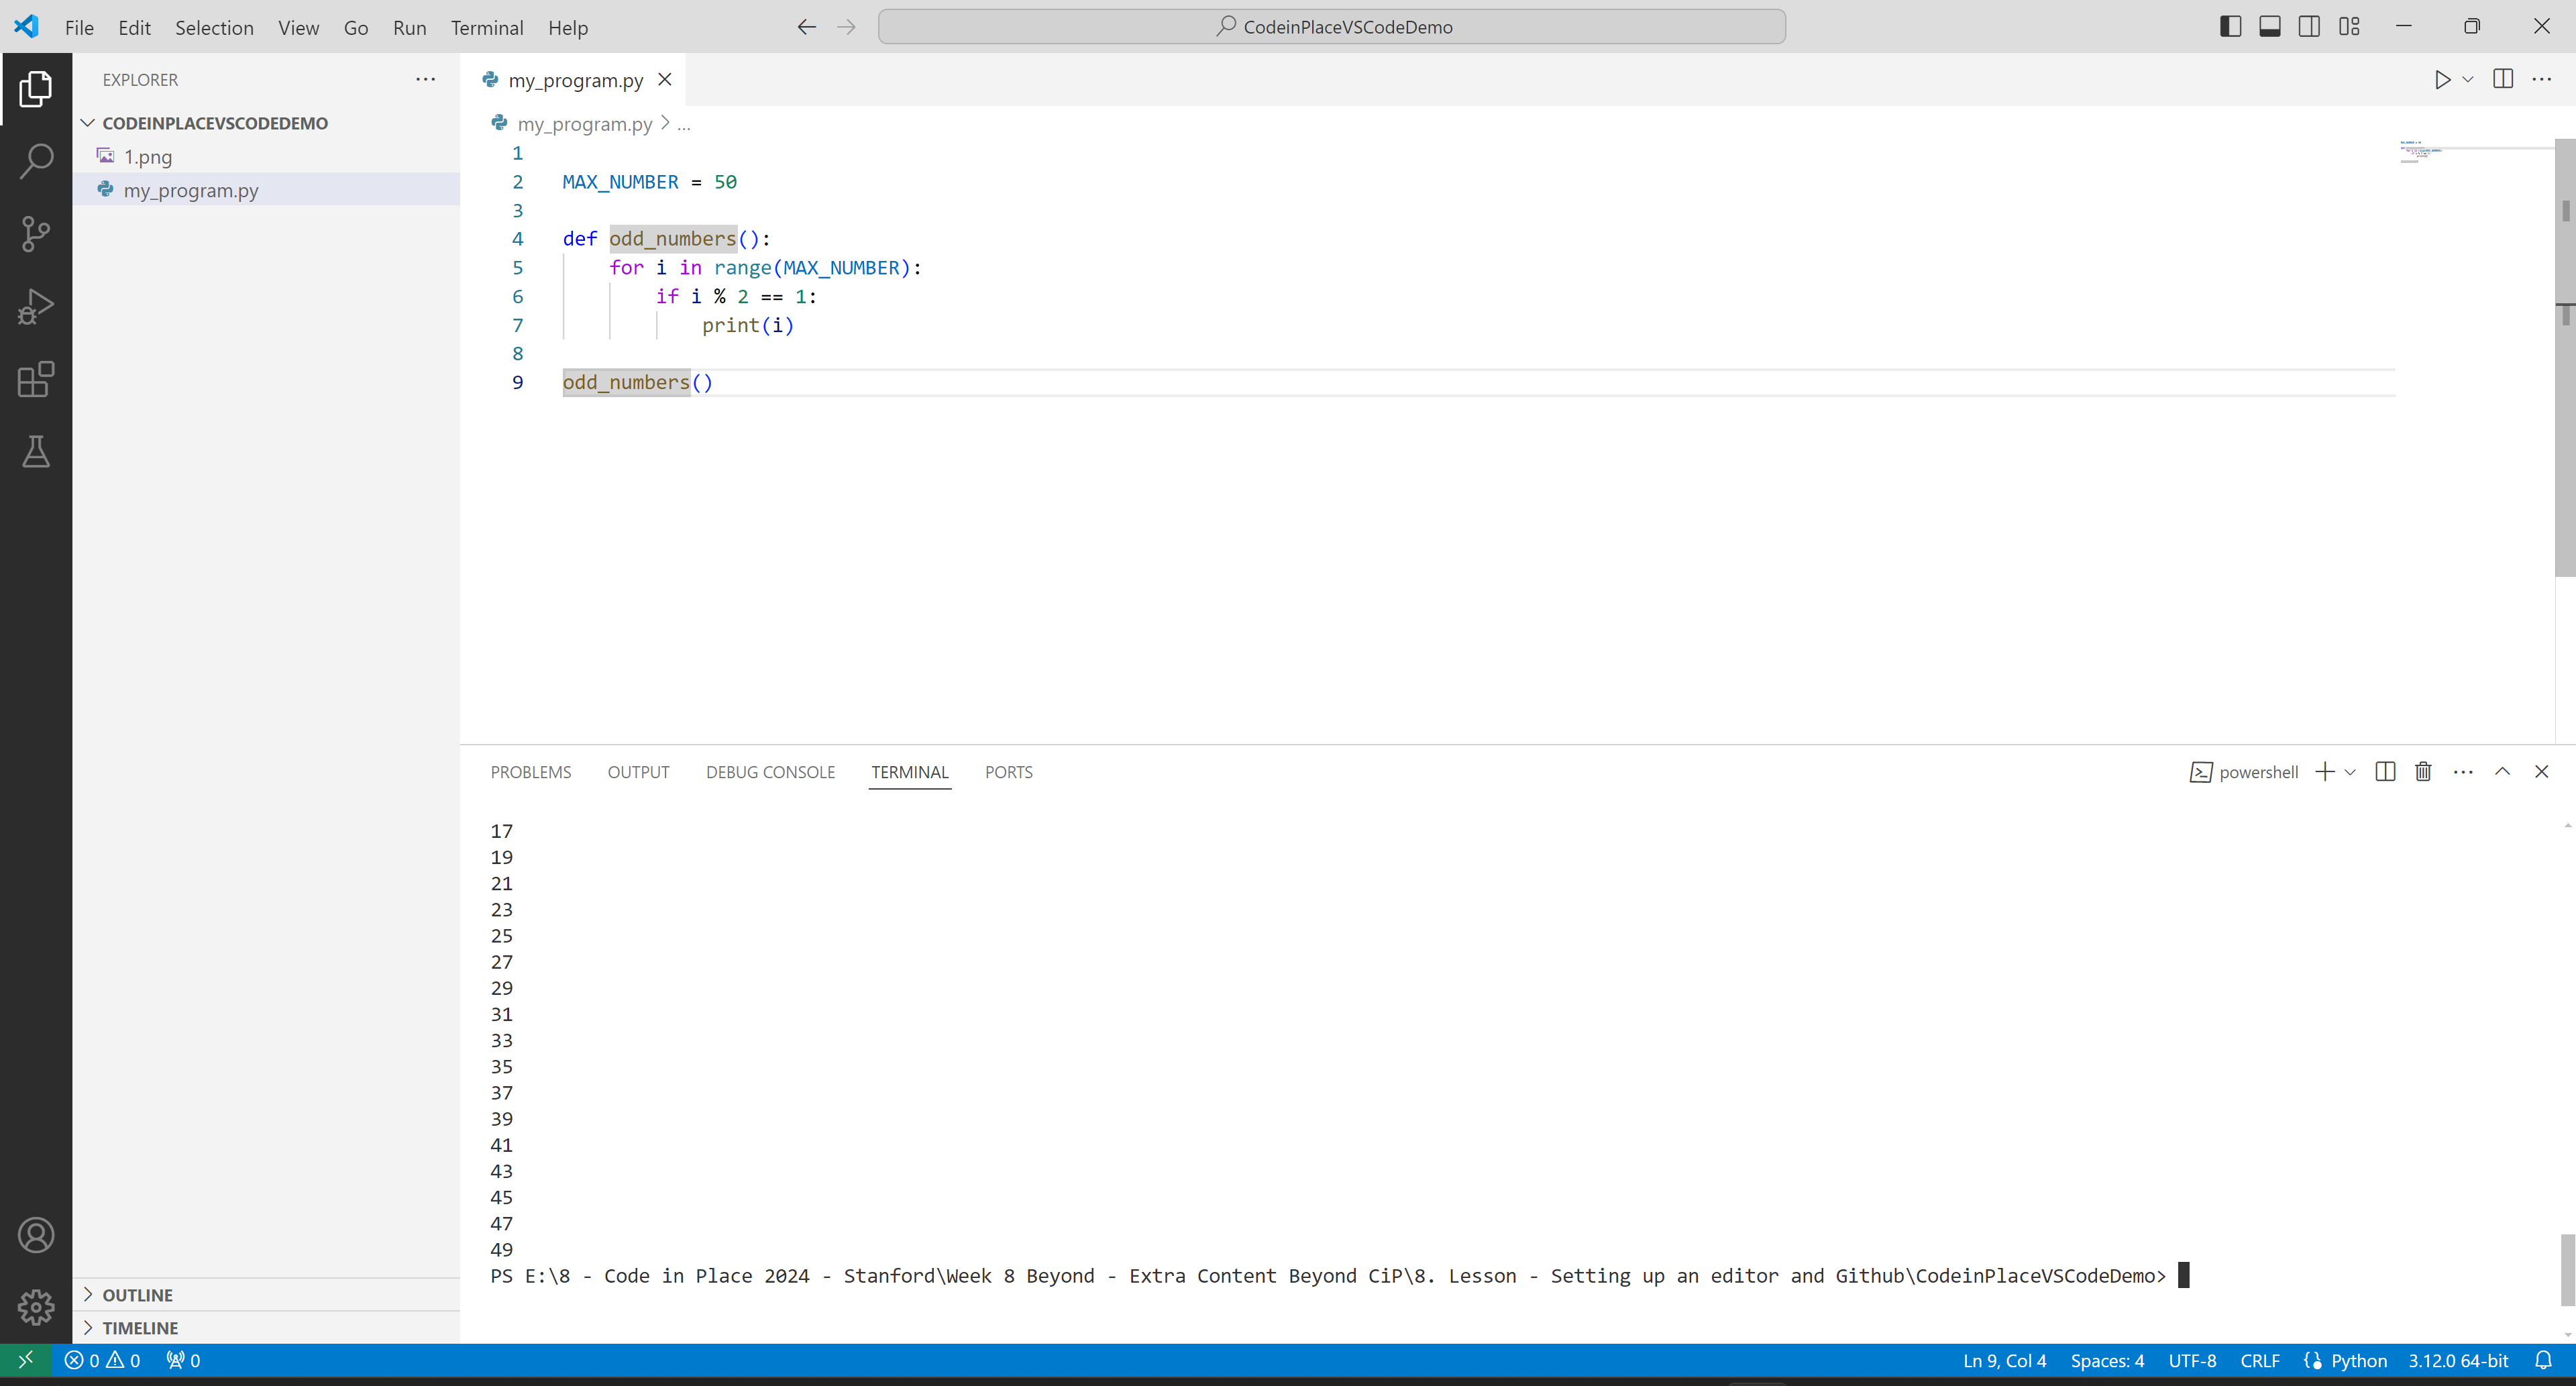 File Edit Selection View Go Run Terminal Help
CodeinPlaceVSCodeDemo
EXPLORER
CODEINPLACEVSCODEDEMO
1.png
my_program.py
OUTLINE
TIMELINE
my_program.py
my_program.py > ...
1
2 MAX_NUMBER = 50
3
4 def odd_numbers():
5     for i in range(MAX_NUMBER):
6         if i % 2 == 1:
7             print(i)
8
9 odd_numbers()
PROBLEMS OUTPUT DEBUG CONSOLE TERMINAL PORTS
powershell
17
19
21
23
25
27
29
31
33
35
37
39
41
43
45
47
49
PS E:\8 - Code in Place 2024 - Stanford\Week 8 Beyond - Extra Content Beyond CiP\8. Lesson - Setting up an editor and Github\CodeinPlaceVSCodeDemo>
0 0 0
Ln 9, Col 4 Spaces: 4 UTF-8 CRLF Python 3.12.0 64-bit